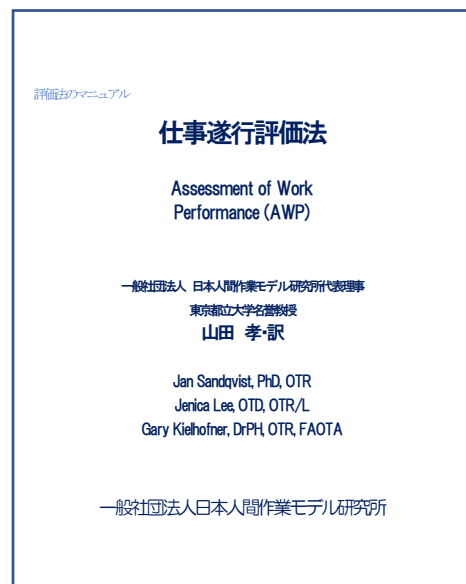 評価法のマニュアル
仕事遂行評価法
Assessment of Work
Performance (AWP)
一般社団法人 日本人間作業モデル研究所代表理事
東京都立大学名誉教授
山田 孝・訳
Jan Sandqvist, PhD, OTR
Jenica Lee, OTD, OTR/L
Gary Kielhofner, DrPH, OTR, FAOTA
一般社団法人日本人間作業モデル研究所